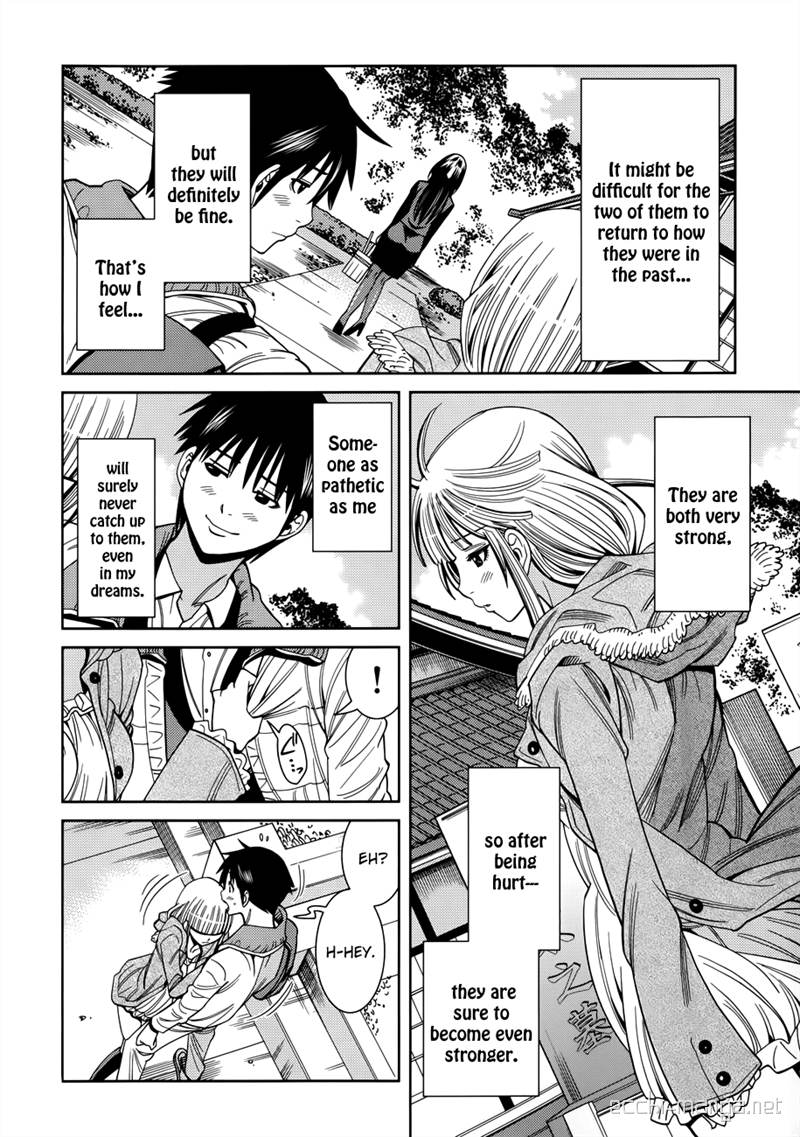 It might be
difficult for the
two of them to
return to how
they were in
the past...
but
they will
definitely
be fine.
That's
how I
feel...
They are
both very
strong,
so after
being
hurt---
they are
sure to
become even
stronger.
之墓
Some-
one as
pathetic
as me
will
surely never
catch up
to them,
even
in my
dreams.
!
EH?
H-HEY.